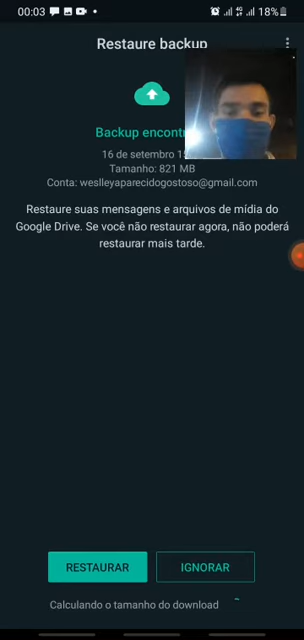 00:03
18%
Restaure backup
Backup
16 de setembro
Tamanho: 821 MB
Conta: weslleyaparecidogostoso@gmail.com
Restaure suas mensagens e arquivos de mídia do
Google Drive. Se você não restaurar agora, não poderá
restaurar mais tarde.
RESTAURAR
IGNORAR
Calculando o tamanho do download